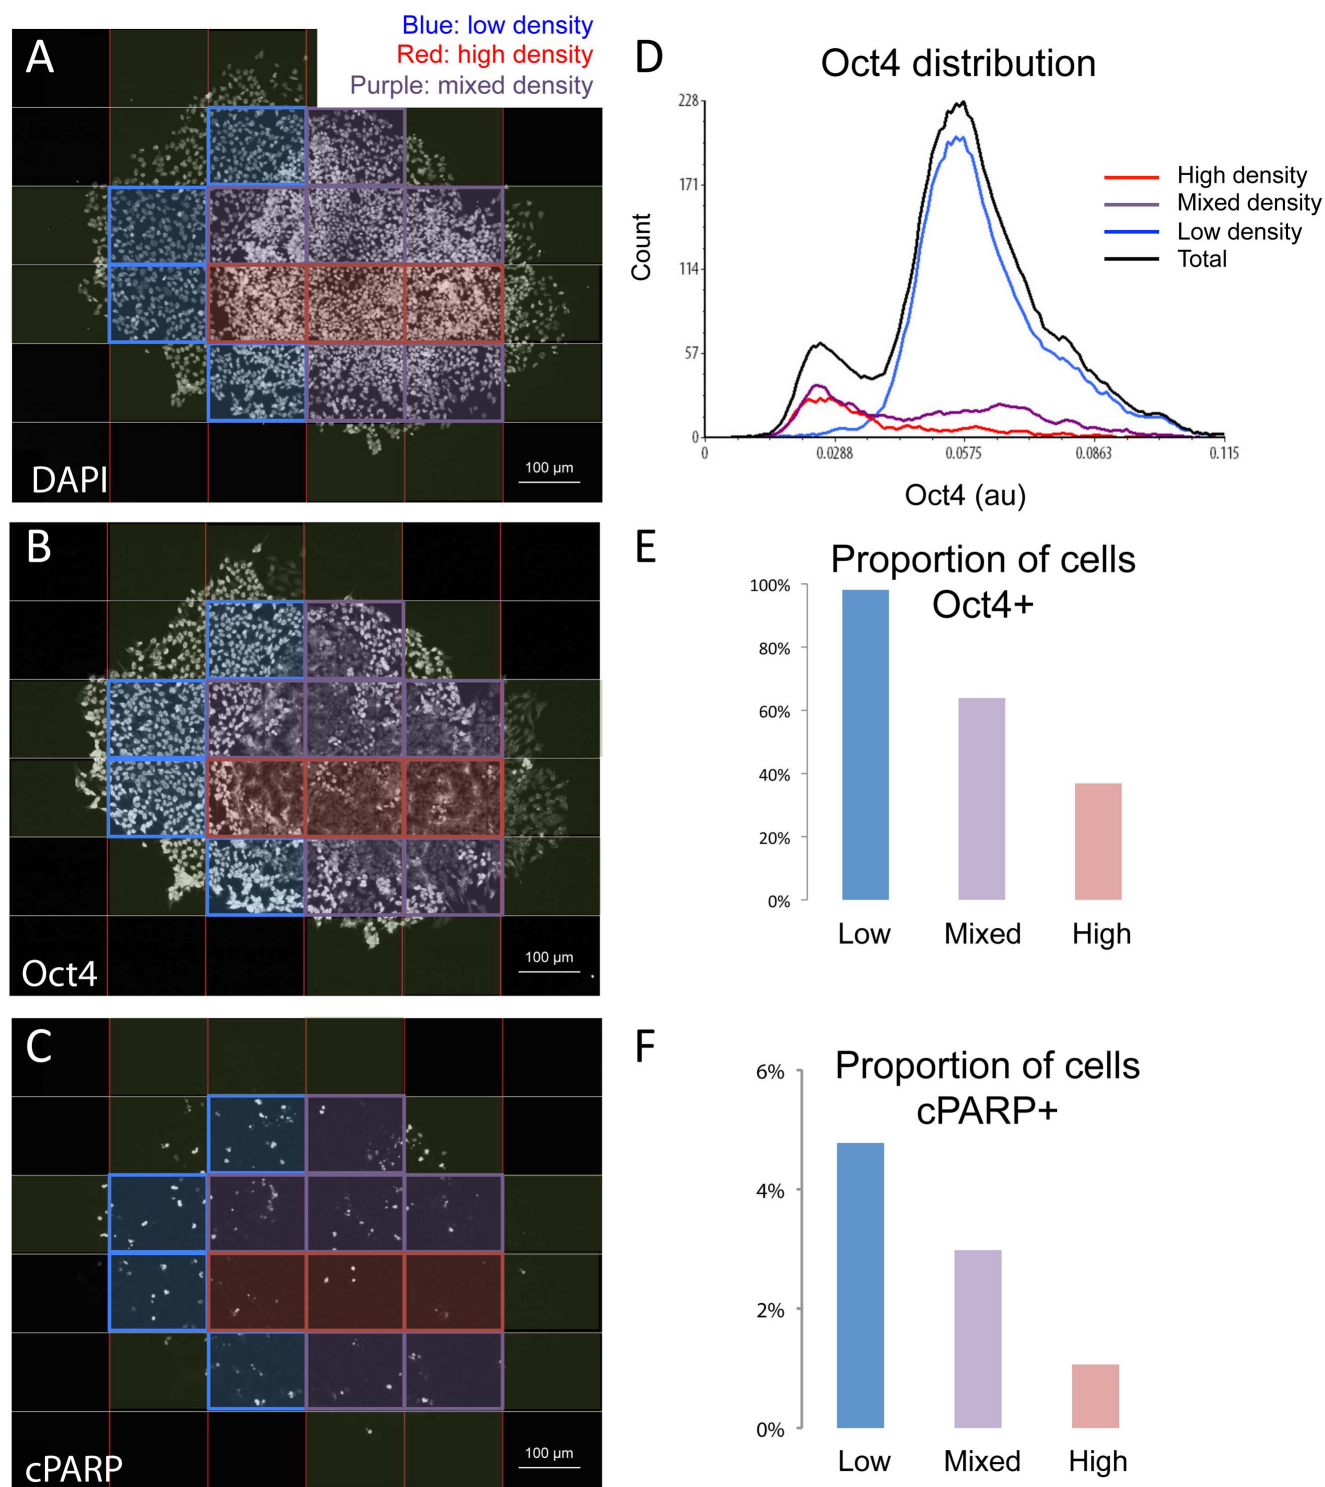 A
Blue: low density
Red: high density
Purple: mixed density
DAPI
100 µm
B
Oct4
100 µm
C
cPARP
100 µm
D
Oct4 distribution
Count
228
171
114
57
0
0
0.0288
0.0575
0.0863
0.115
Oct4 (au)
High density
Mixed density
Low density
Total
E
Proportion of cells
Oct4+
100%
80%
60%
40%
20%
0%
Low Mixed High
F
Proportion of cells
cPARP+
6%
4%
2%
0%
Low Mixed High